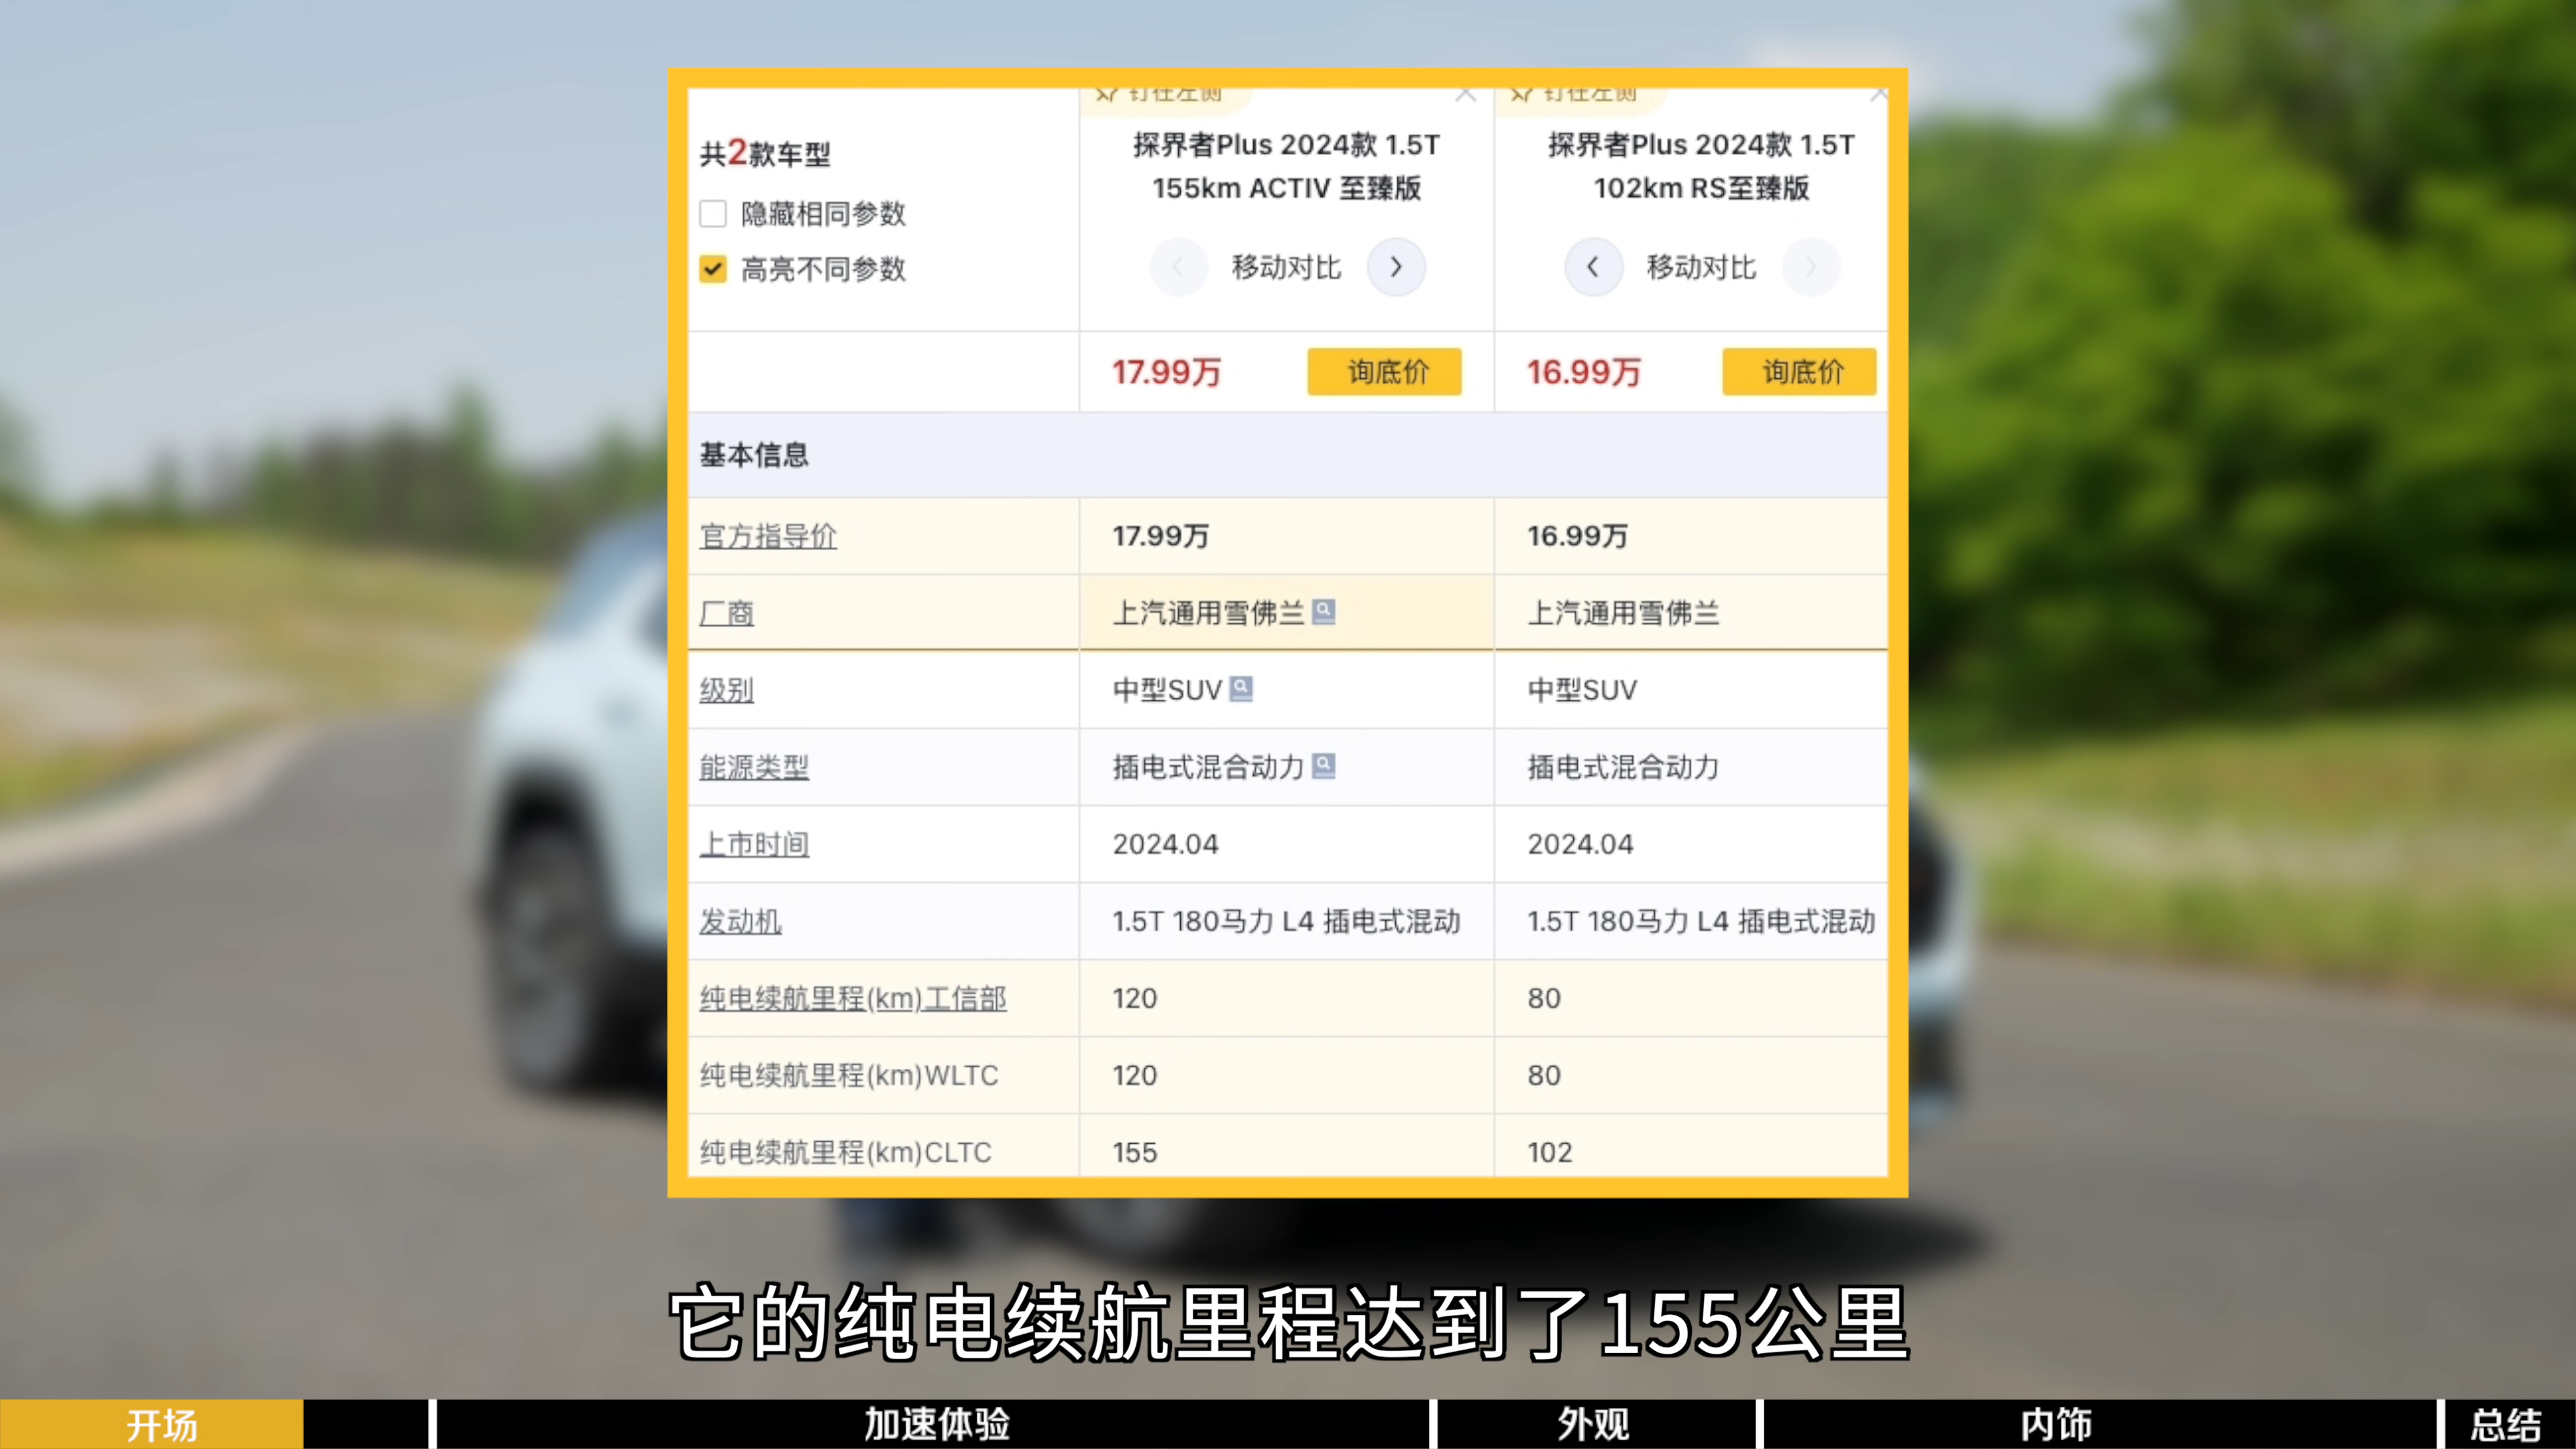 钉在左侧
钉在左侧
共2款车型
隐藏相同参数
高亮不同参数
探界者Plus 2024款 1.5T
155km ACTIV 至臻版
移动对比
探界者Plus 2024款 1.5T
102km RS至臻版
移动对比
17.99万 询底价 16.99万 询底价
基本信息
官方指导价 17.99万 16.99万
厂商 上汽通用雪佛兰 上汽通用雪佛兰
级别 中型SUV 中型SUV
能源类型 插电式混合动力 插电式混合动力
上市时间 2024.04 2024.04
发动机 1.5T 180马力 L4 插电式混动 1.5T 180马力 L4 插电式混动
纯电续航里程(km)工信部 120 80
纯电续航里程(km)WLTC 120 80
纯电续航里程(km)CLTC 155 102
它的纯电续航里程达到了155公里
开场 加速体验 外观 内饰 总结